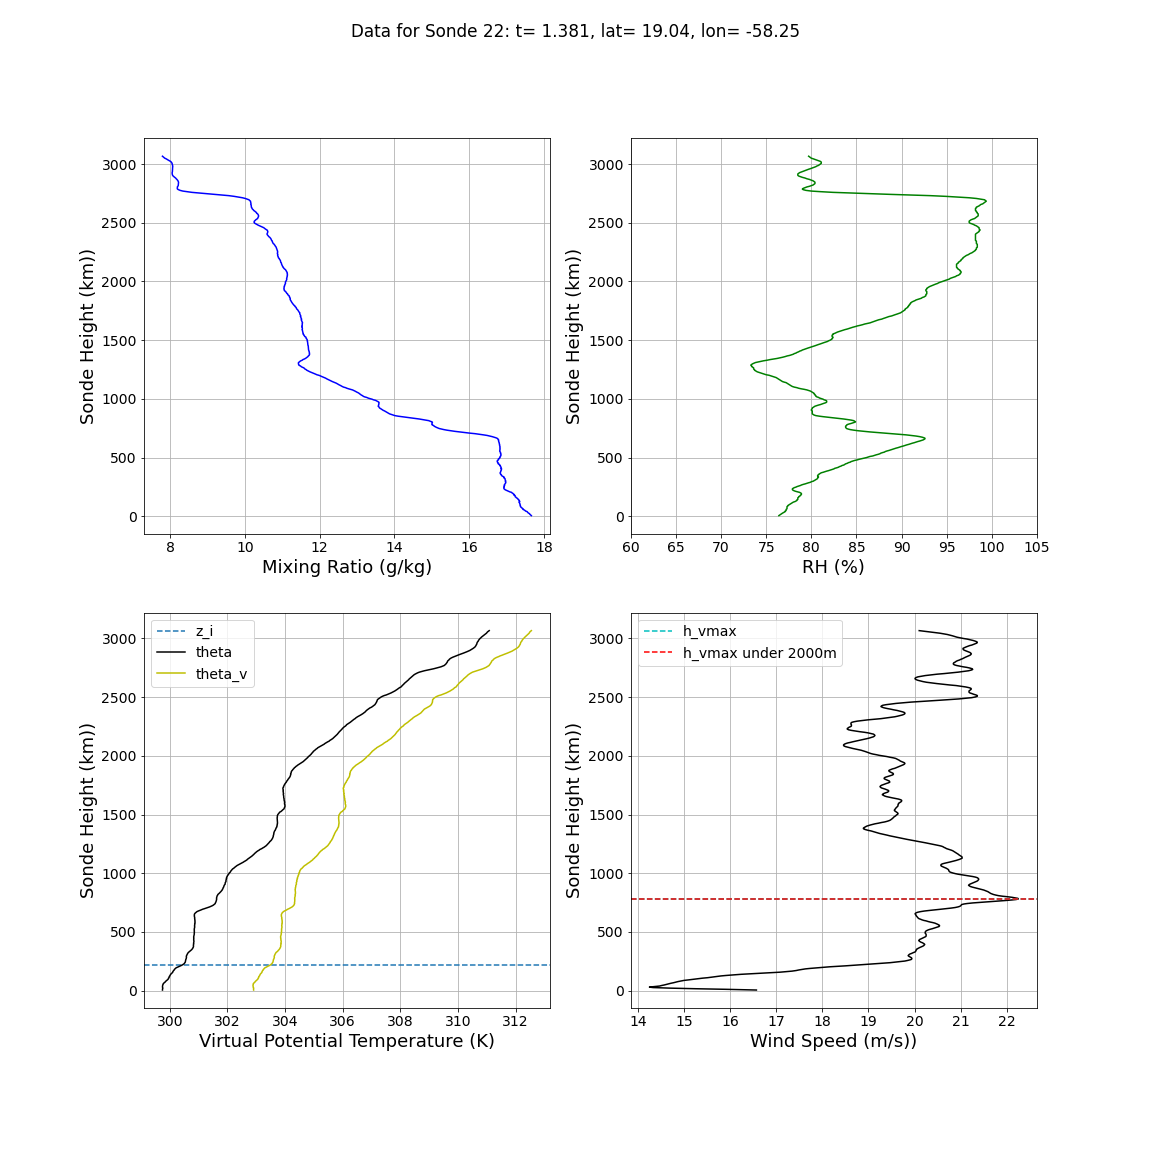 Data for Sonde 22: t= 1.381, lat= 19.04, lon= -58.25
3000
2500
2000
1500
1000
500
0
Sonde Height (km))
8 10 12 14 16 18
Mixing Ratio (g/kg)
3000
2500
2000
1500
1000
500
0
Sonde Height (km))
60 65 70 75 80 85 90 95 100 105
RH (%)
z_i
theta
theta_v
3000
2500
2000
1500
1000
500
0
Sonde Height (km))
300 302 304 306 308 310 312
Virtual Potential Temperature (K)
h_vmax
h_vmax under 2000m
3000
2500
2000
1500
1000
500
0
Sonde Height (km))
14 15 16 17 18 19 20 21 22
Wind Speed (m/s))